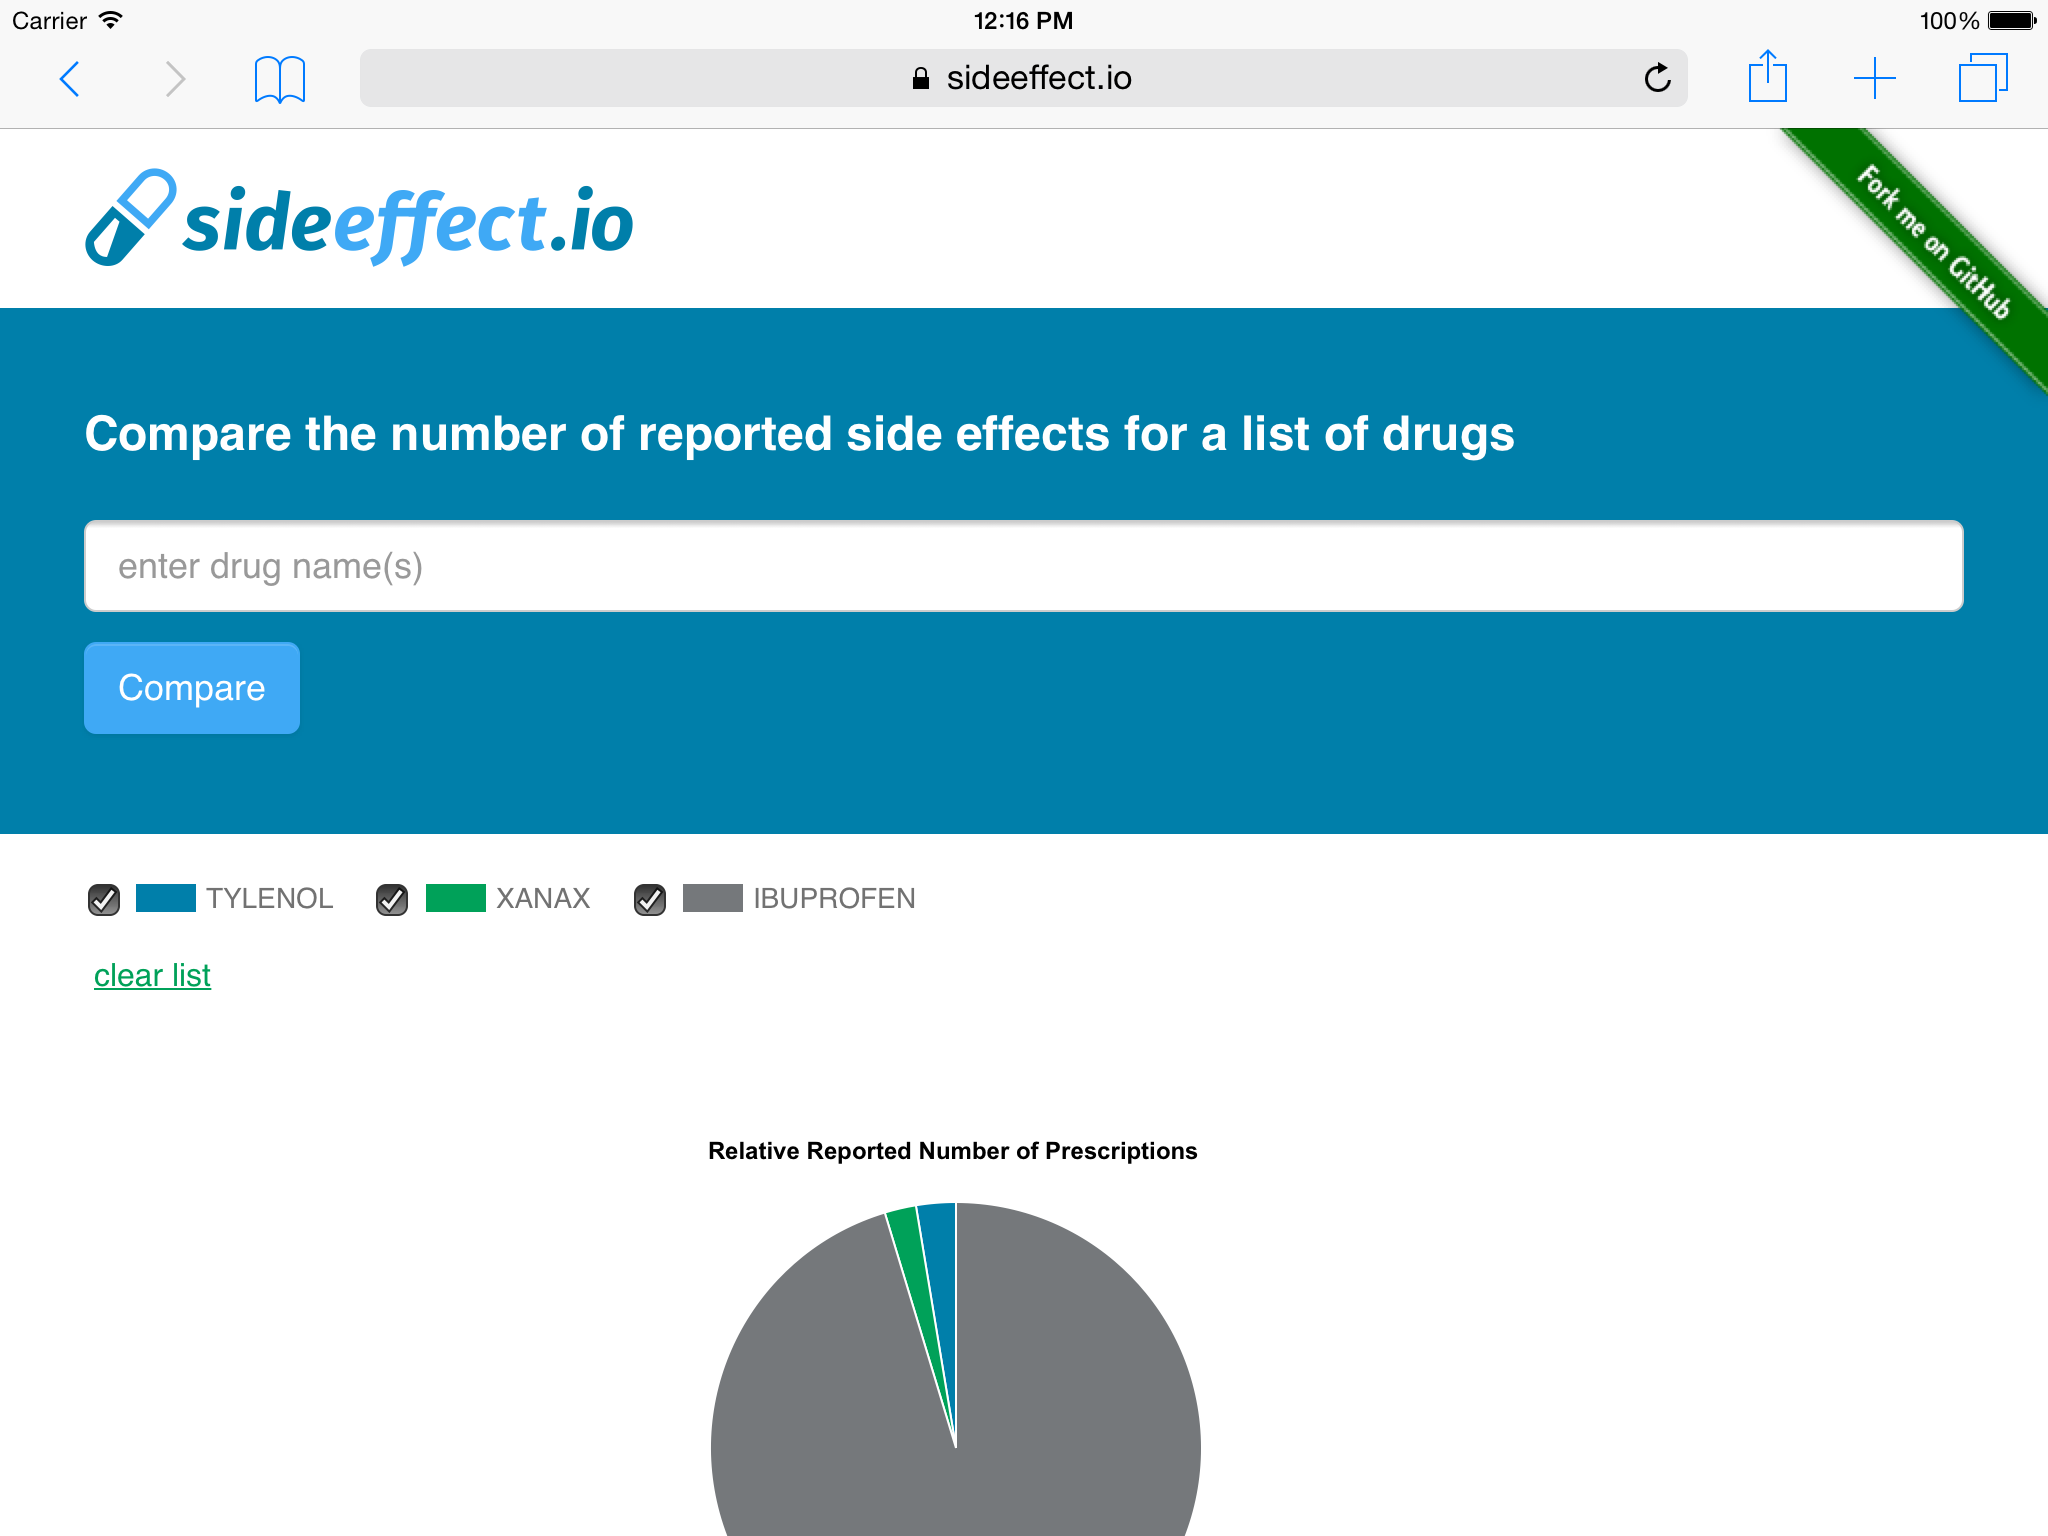 Carrier 12:16 PM 100%
sideeffect.io
sideeffect.io
Fork me on GitHub
Compare the number of reported side effects for a list of drugs
enter drug name(s)
Compare
TYLENOL XANAX IBUPROFEN
clear list
Relative Reported Number of Prescriptions